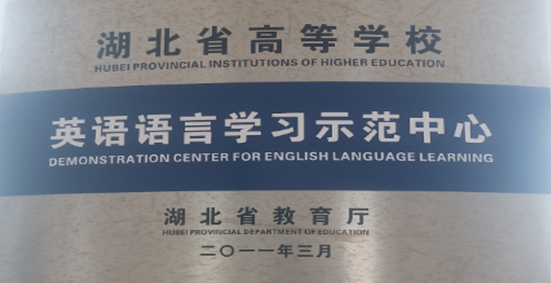 湖北省高等学校
HUBEI PROVINCIAL INSTITUTIONS OF HIGHER EDUCATION
英语语言学习示范中心
DEMONSTRATION CENTER FOR ENGLISH LANGUAGE LEARNING
湖北省教育厅
HUBEI PROVINCIAL DEPARTMENT OF EDUCATION
二〇一一年三月